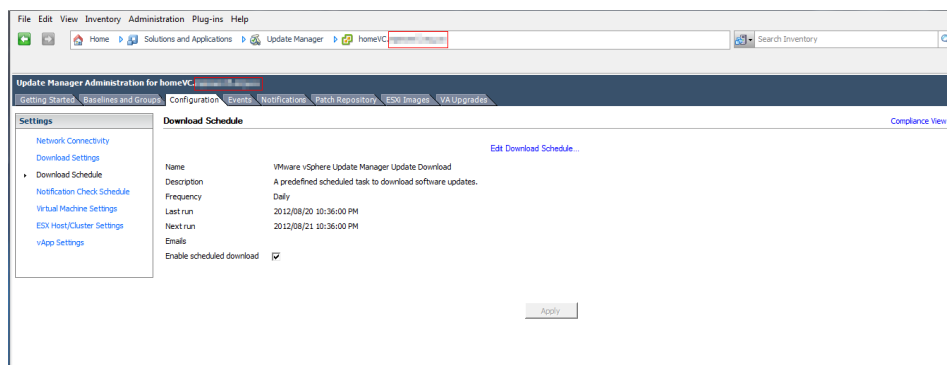 File Edit View Inventory Administration Plug-ins Help
Home Solutions and Applications Update Manager homeVC.
Search Inventory
Update Manager Administration for homeVC.
Getting Started Baselines and Groups Configuration Events Notifications Patch Repository ESXi Images VA Upgrades
Settings
Network Connectivity
Download Settings
Download Schedule
Notification Check Schedule
Virtual Machine Settings
ESX Host/Cluster Settings
vApp Settings
Download Schedule
Compliance View
Edit Download Schedule...
Name VMware vSphere Update Manager Update Download
Description A predefined scheduled task to download software updates.
Frequency Daily
Last run 2012/08/20 10:36:00 PM
Next run 2012/08/21 10:36:00 PM
Emails
Enable scheduled download
Apply